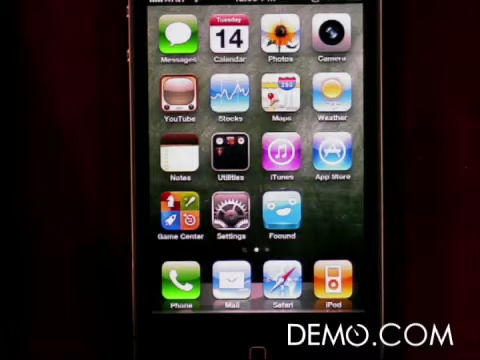 Tuesday
14
280
Messages Calendar Photos Camera
YouTube Stocks Maps Weather
Notes Utilities iTunes App Store
Game Center Settings Foound
Phone Mail Safari iPod
DEMO.COM